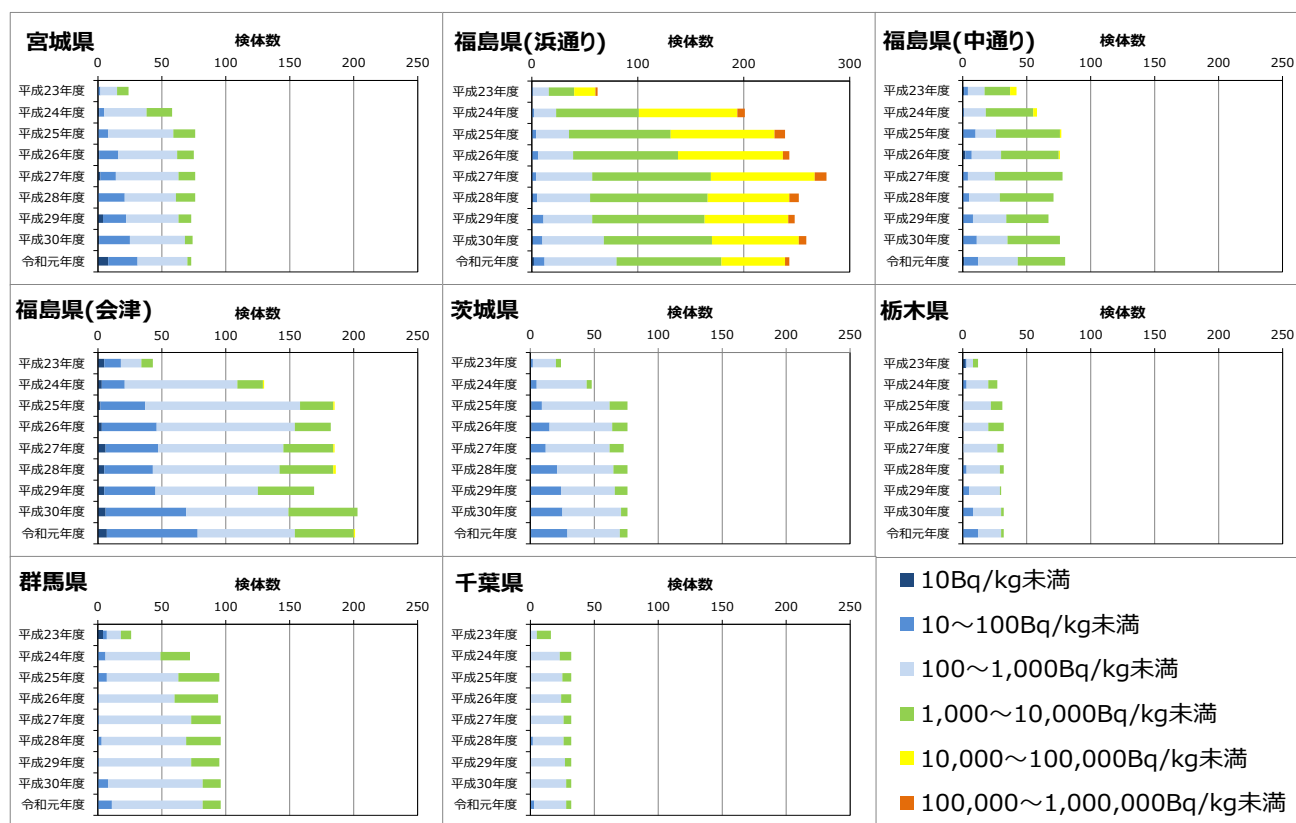 宮城県
検体数
0 50 100 150 200 250
平成23年度
平成24年度
平成25年度
平成26年度
平成27年度
平成28年度
平成29年度
平成30年度
令和元年度
福島県(浜通り)
検体数
0 100 200 300
平成23年度
平成24年度
平成25年度
平成26年度
平成27年度
平成28年度
平成29年度
平成30年度
令和元年度
福島県(中通り)
検体数
0 50 100 150 200 250
平成23年度
平成24年度
平成25年度
平成26年度
平成27年度
平成28年度
平成29年度
平成30年度
令和元年度
福島県(会津)
検体数
0 50 100 150 200 250
平成23年度
平成24年度
平成25年度
平成26年度
平成27年度
平成28年度
平成29年度
平成30年度
令和元年度
茨城県
検体数
0 50 100 150 200 250
平成23年度
平成24年度
平成25年度
平成26年度
平成27年度
平成28年度
平成29年度
平成30年度
令和元年度
栃木県
検体数
0 50 100 150 200 250
平成23年度
平成24年度
平成25年度
平成26年度
平成27年度
平成28年度
平成29年度
平成30年度
令和元年度
群馬県
検体数
0 50 100 150 200 250
平成23年度
平成24年度
平成25年度
平成26年度
平成27年度
平成28年度
平成29年度
平成30年度
令和元年度
千葉県
検体数
0 50 100 150 200 250
平成23年度
平成24年度
平成25年度
平成26年度
平成27年度
平成28年度
平成29年度
平成30年度
令和元年度
10Bq/kg未満
10～100Bq/kg未満
100～1,000Bq/kg未満
1,000～10,000Bq/kg未満
10,000～100,000Bq/kg未満
100,000～1,000,000Bq/kg未満